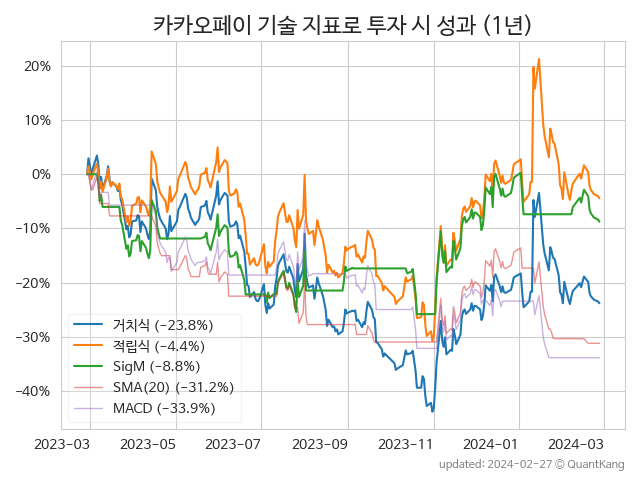 카카오페이 기술 지표로 투자 시 성과 (1년)
20%
10%
0%
−10%
−20%
−30%
−40%
거치식 (−23.8%)
적립식 (−4.4%)
SigM (−8.8%)
SMA(20) (−31.2%)
MACD (−33.9%)
2023-03 2023-05 2023-07 2023-09 2023-11 2024-01 2024-03
updated: 2024-02-27 @ QuantKang